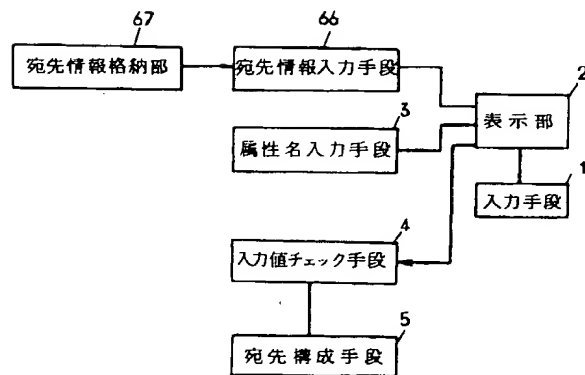 67
66
宛先情報格納部
宛先情報入力手段
2
3
表示部
属性名入力手段
1
入力手段
4
入力値チェック手段
5
宛先構成手段